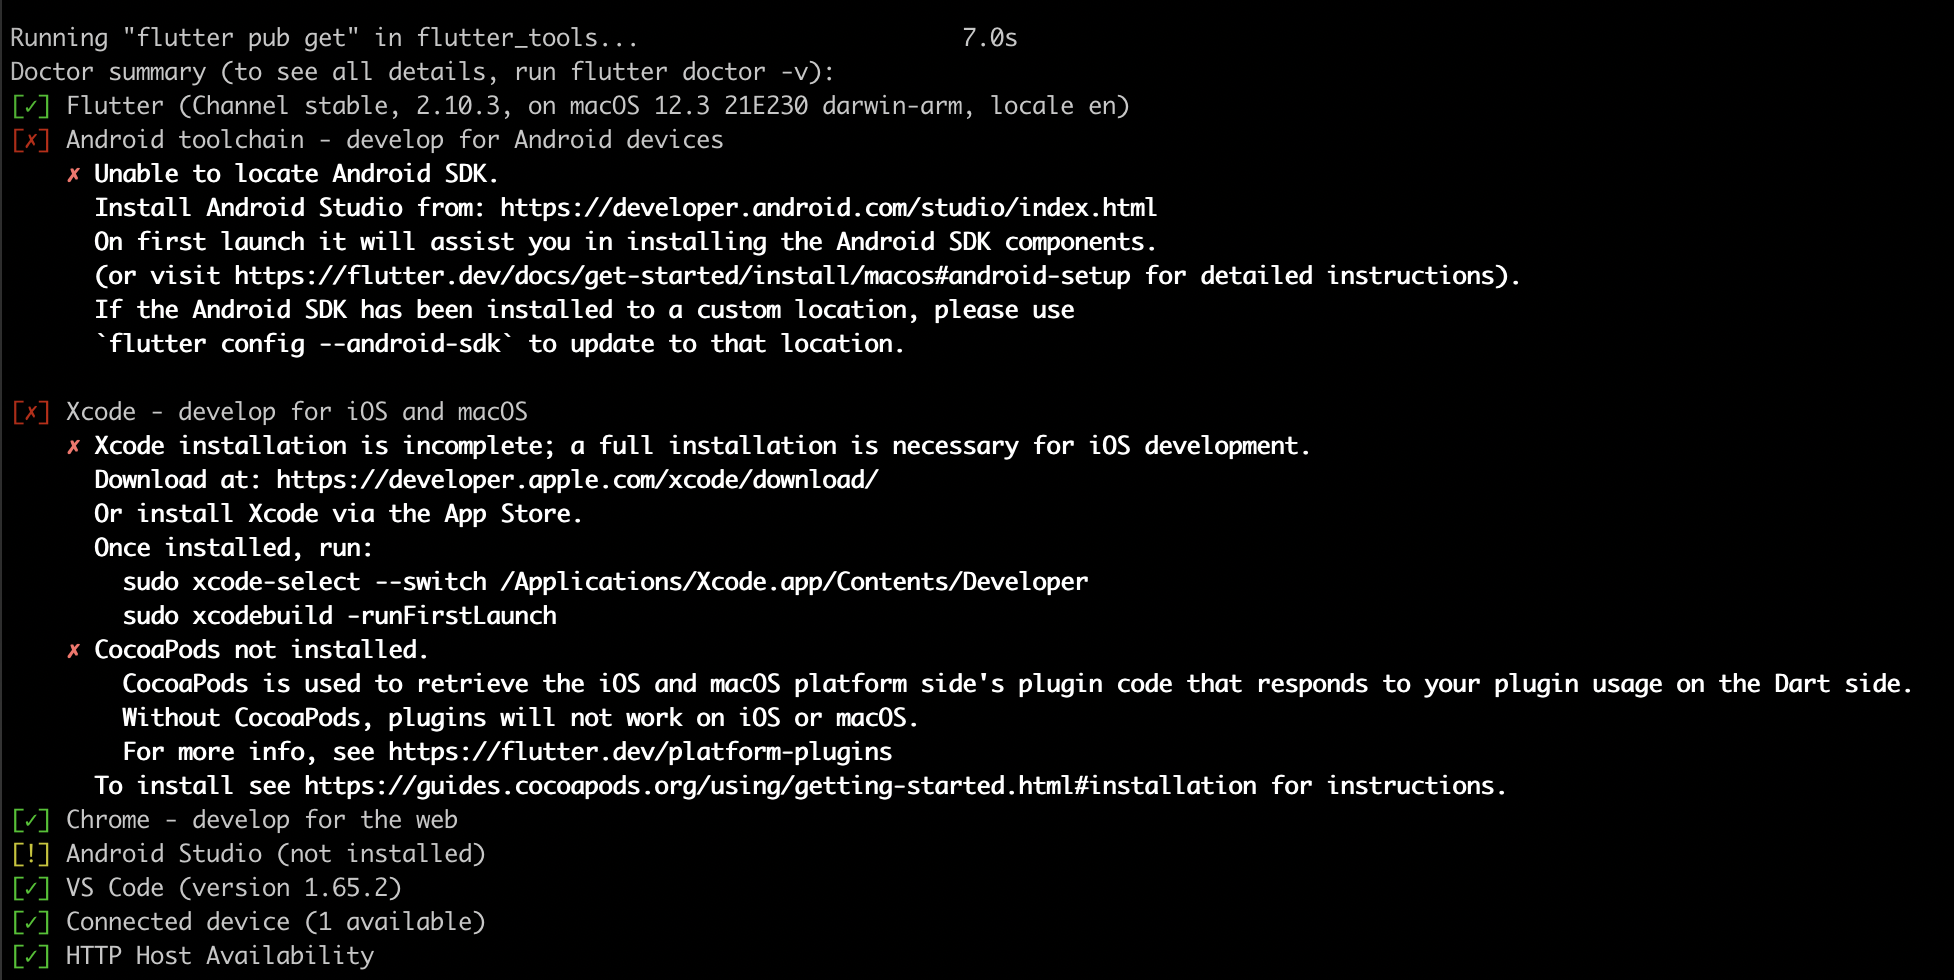 Running "flutter pub get" in flutter_tools...                       7.0s
Doctor summary (to see all details, run flutter doctor -v):
[✓] Flutter (Channel stable, 2.10.3, on macOS 12.3 21E230 darwin-arm, locale en)
[✗] Android toolchain - develop for Android devices
    ✗ Unable to locate Android SDK.
      Install Android Studio from: https://developer.android.com/studio/index.html
      On first launch it will assist you in installing the Android SDK components.
      (or visit https://flutter.dev/docs/get-started/install/macos#android-setup for detailed instructions).
      If the Android SDK has been installed to a custom location, please use
      `flutter config --android-sdk` to update to that location.

[✗] Xcode - develop for iOS and macOS
    ✗ Xcode installation is incomplete; a full installation is necessary for iOS development.
      Download at: https://developer.apple.com/xcode/download/
      Or install Xcode via the App Store.
      Once installed, run:
        sudo xcode-select --switch /Applications/Xcode.app/Contents/Developer
        sudo xcodebuild -runFirstLaunch
    ✗ CocoaPods not installed.
        CocoaPods is used to retrieve the iOS and macOS platform side's plugin code that responds to your plugin usage on the Dart side.
        Without CocoaPods, plugins will not work on iOS or macOS.
        For more info, see https://flutter.dev/platform-plugins
      To install see https://guides.cocoapods.org/using/getting-started.html#installation for instructions.
[✓] Chrome - develop for the web
[!] Android Studio (not installed)
[✓] VS Code (version 1.65.2)
[✓] Connected device (1 available)
[✓] HTTP Host Availability